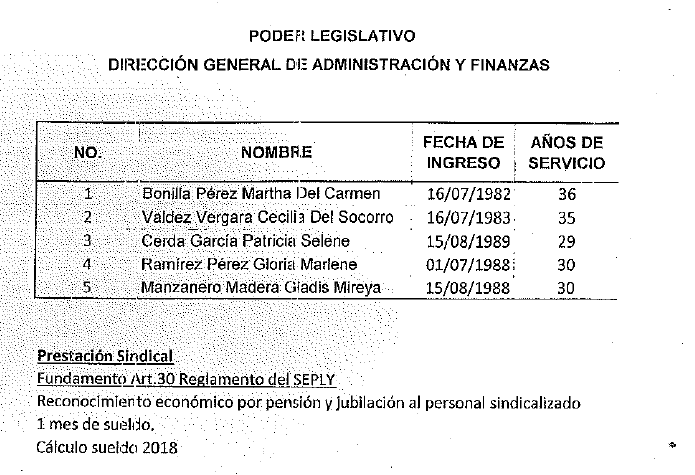 PODER LEGISLATIVO
DIRECCIÓN GENERAL DE ADMINISTRACIÓN Y FINANZAS
NO. NOMBRE FECHA DE INGRESO AÑOS DE SERVICIO
1 Bonilla Pérez Martha Del Carmen 16/07/1982 36
2 Valdez Vergara Cecilia Del Socorro 16/07/1983 35
3 Cerda García Patricia Selene 15/08/1989 29
4 Ramírez Pérez Gloria Marlene 01/07/1988 30
5 Manzanero Madera Gladis Mireya 15/08/1988 30
Prestación Sindical
Fundamento Art.30 Reglamento del SEPLY
Reconocimiento económico por pensión y jubilación al personal sindicalizado
1 mes de sueldo.
Cálculo sueldo 2018